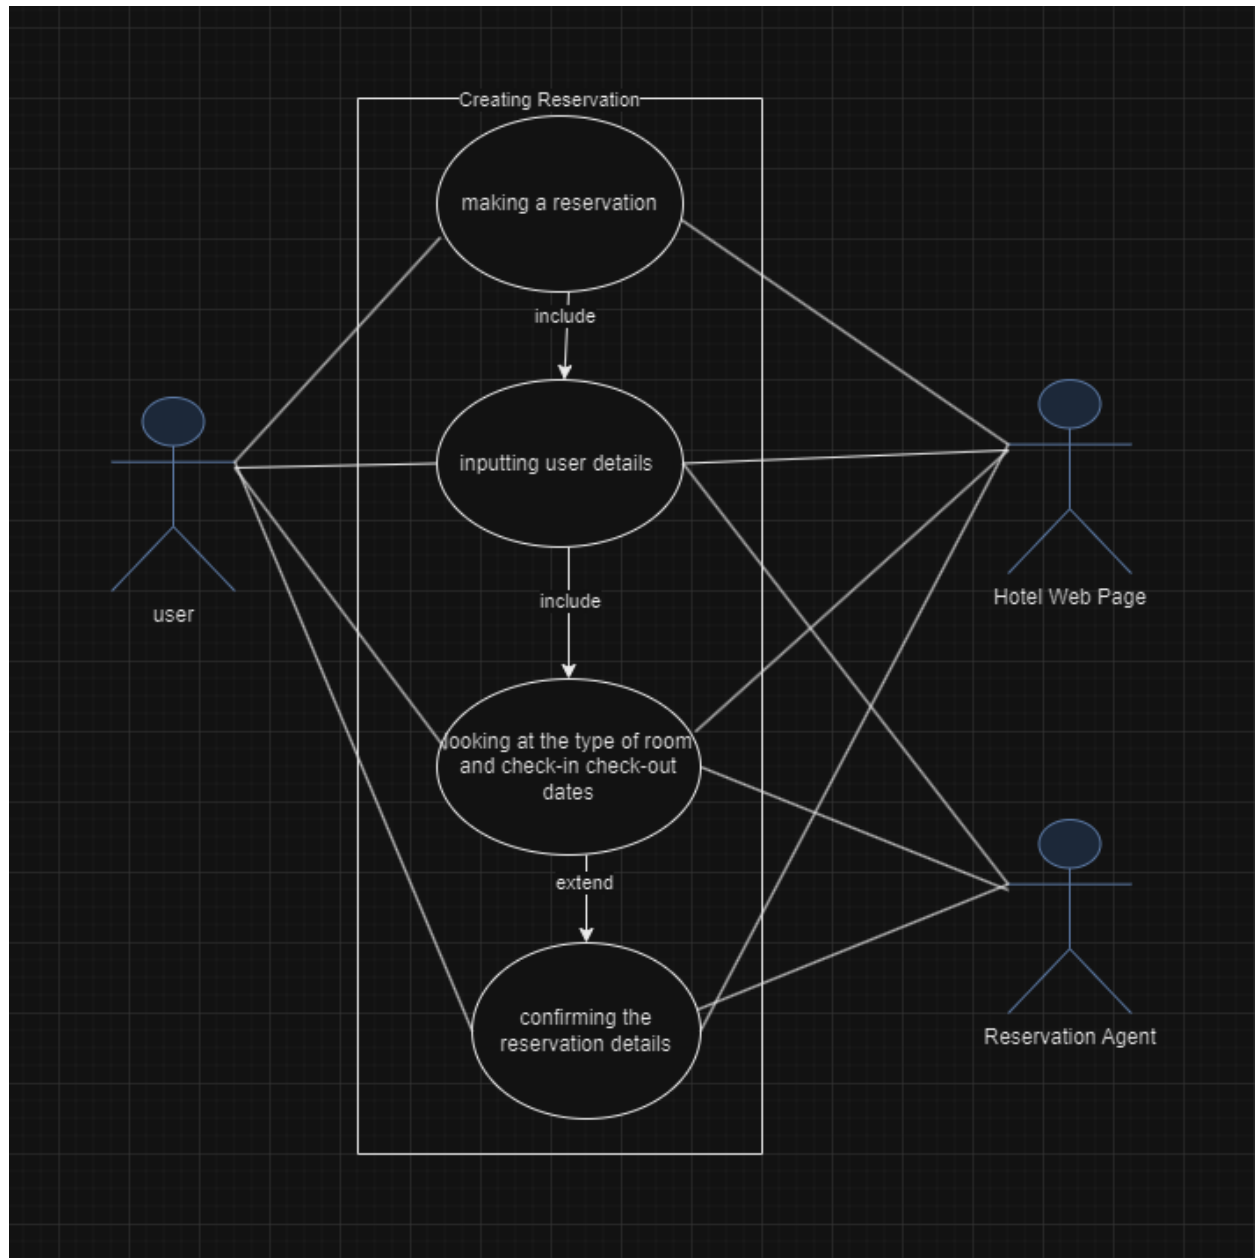 Creating Reservation
making a reservation
include
inputting user details
user
Hotel Web Page
include
looking at the type of room
and check-in check-out
dates
extend
confirming the
reservation details
Reservation Agent